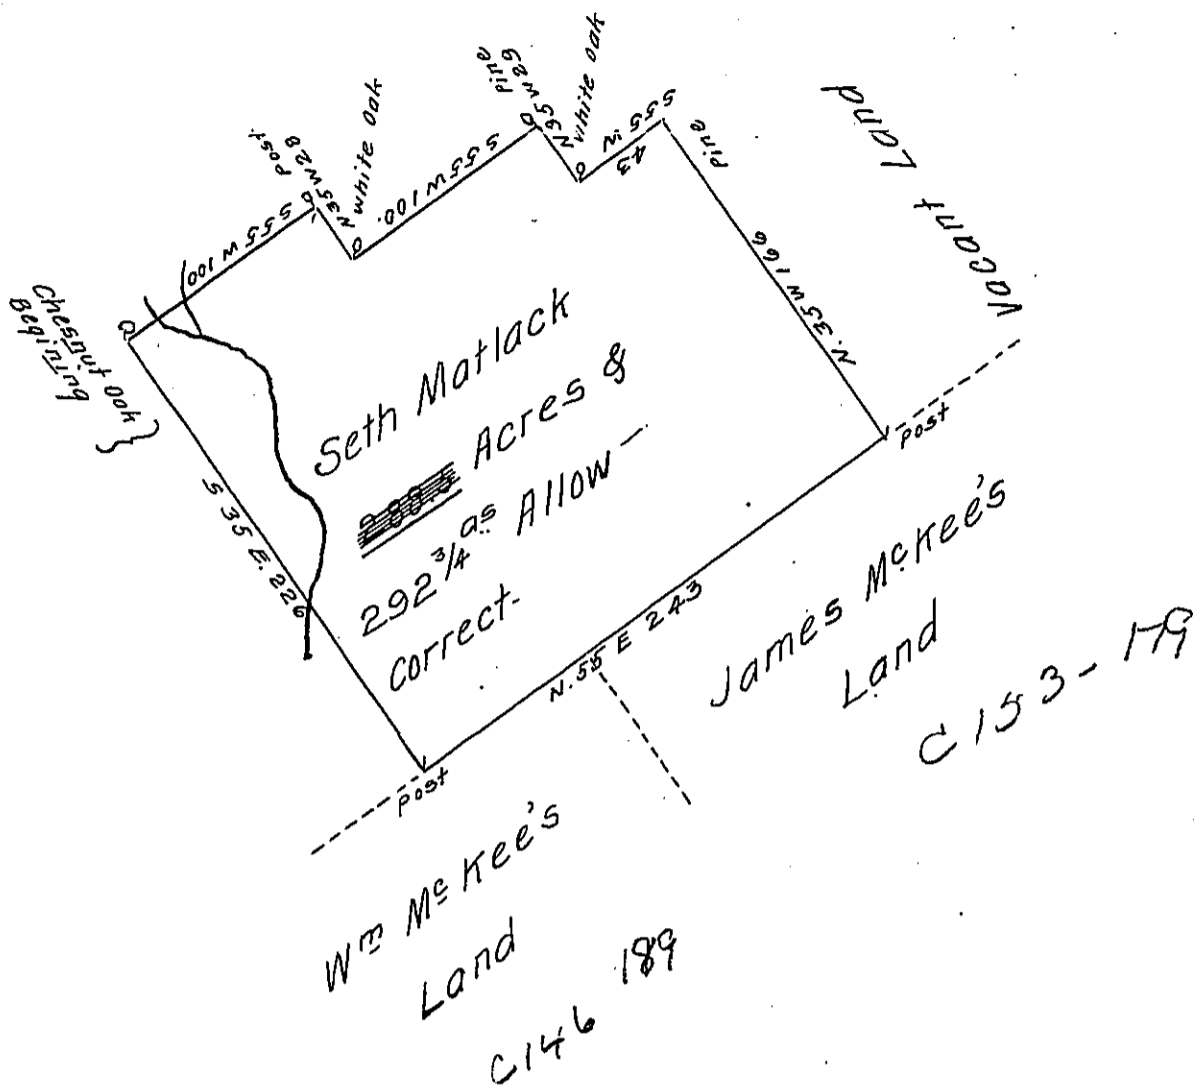 Chesnut Oak }
Beginning
S 55 W 100
Post.
N 35 W 28
White Oak
S 55 W 100.
Pine
N 35 W 29
White Oak
S 55 W
43
Pine
Vacant Land
N. 35 W 166
Post
Seth Matlack
Acres &
292 3/4 as Allow -
Correct-
S 35 E. 226
N. 55 E 243
Post
James McKee's
Land
C 153 - 179
Wm McKee's
Land
C 146 189